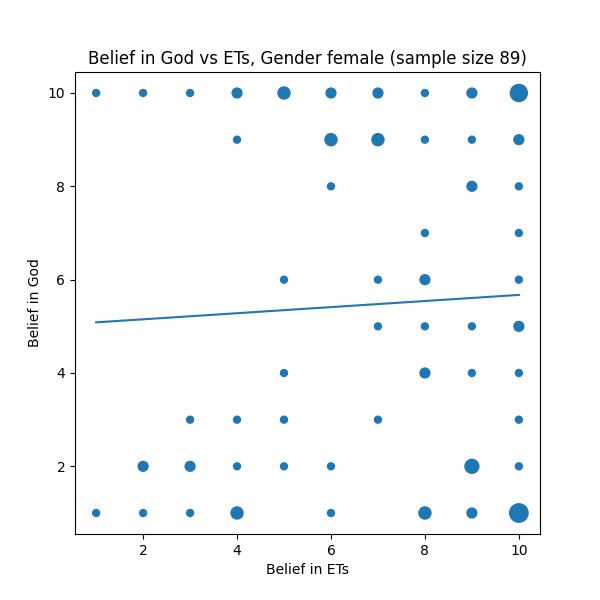 Belief in God vs ETs, Gender female (sample size 89)
10
8
6
4
2
Belief in God
2 4 6 8 10
Belief in ETs